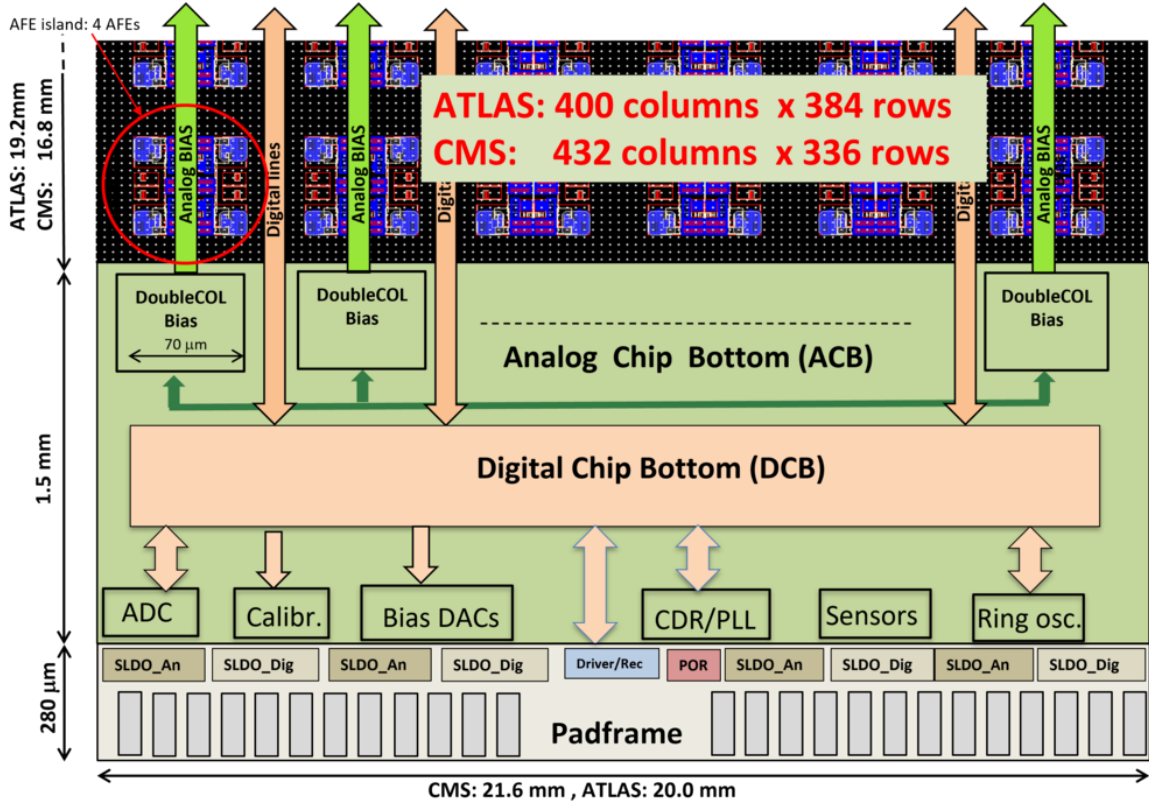 AFE island: 4 AFEs
ATLAS: 19.2mm
CMS: 16.8 mm
Analog BIAS
Digital lines
Analog BIAS
Digital
Digital
Analog BIAS
ATLAS: 400 columns x 384 rows
CMS: 432 columns x 336 rows
DoubleCOL
Bias
70 μm
DoubleCOL
Bias
DoubleCOL
Bias
Analog Chip Bottom (ACB)
1.5 mm
Digital Chip Bottom (DCB)
ADC
Calibr.
Bias DACs
CDR/PLL
Sensors
Ring osc.
280 μm
SLDO_An
SLDO_Dig
SLDO_An
SLDO_Dig
Driver/Rec
POR
SLDO_An
SLDO_Dig
SLDO_An
SLDO_Dig
Padframe
CMS: 21.6 mm , ATLAS: 20.0 mm